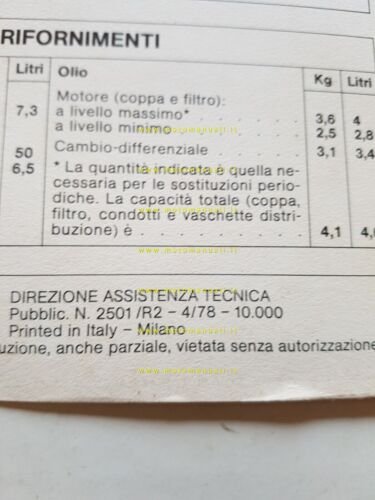 RIFORNIMENTI
Litri Olio Kg Litri
Motore (coppa e filtro):
7,3 a livello massimo* 3,6 4
a livello minimo 2,5 2,8
50 Cambio-differenziale 3,1 3,4
6,5 * La quantità indicata è quella ne-
cessaria per le sostituzioni perio-
diche. La capacità totale (coppa,
filtro, condotti e vaschette distri-
buzione) è 4,1 4,
DIREZIONE ASSISTENZA TECNICA
Pubblic. N. 2501/R2 - 4/78 - 10.000
Printed in Italy - Milano
uzione, anche parziale, vietata senza autorizzazione